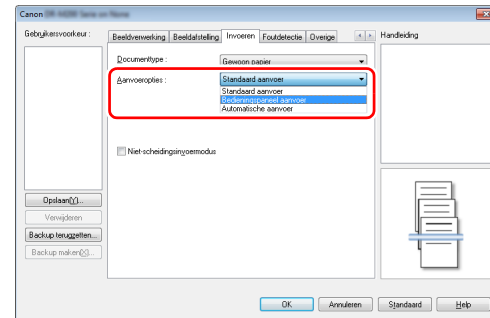 Canon
Gebruikersvoorkeur :
Beeldverwerking Beeldafstelling Invoeren Foutdetectie Overige
Handleiding
Documenttype :
Gewoon papier
Aanvoeropties :
Standaard aanvoer
Standaard aanvoer
Bedieningspaneel aanvoer
Automatische aanvoer
Niet-scheidingsinvoermodus
Opslaan[Y]...
Verwijderen
Backup terugzetten...
Backup maken[X]...
OK Annuleren Standaard Help